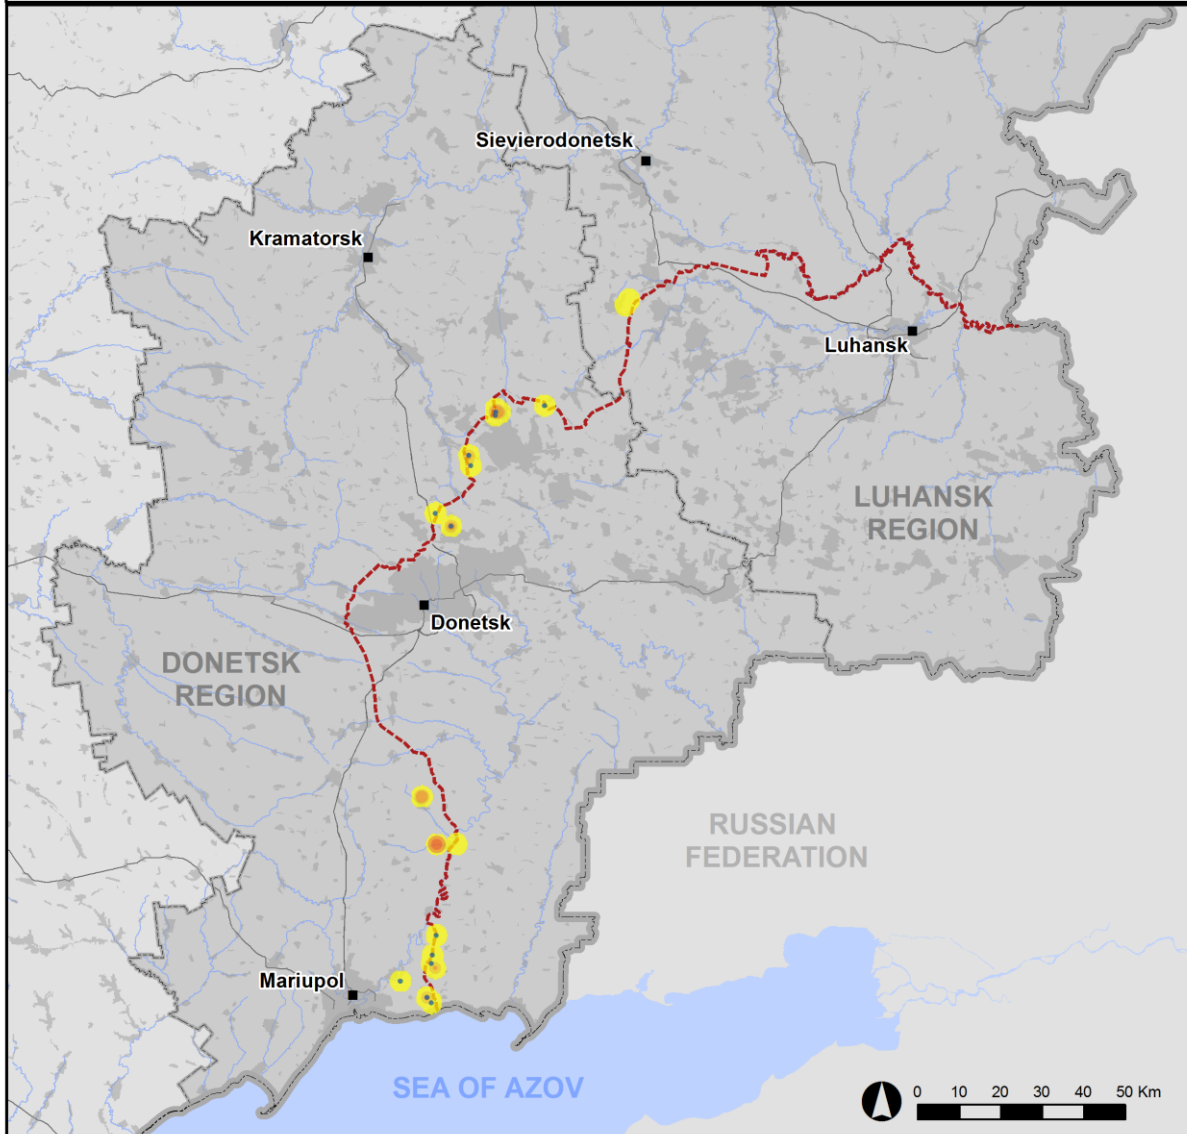 Sievierodonetsk
Kramatorsk
Luhansk
LUHANSK
REGION
Donetsk
DONETSK
REGION
RUSSIAN
FEDERATION
Mariupol
SEA OF AZOV
0 10 20 30 40 50 Km